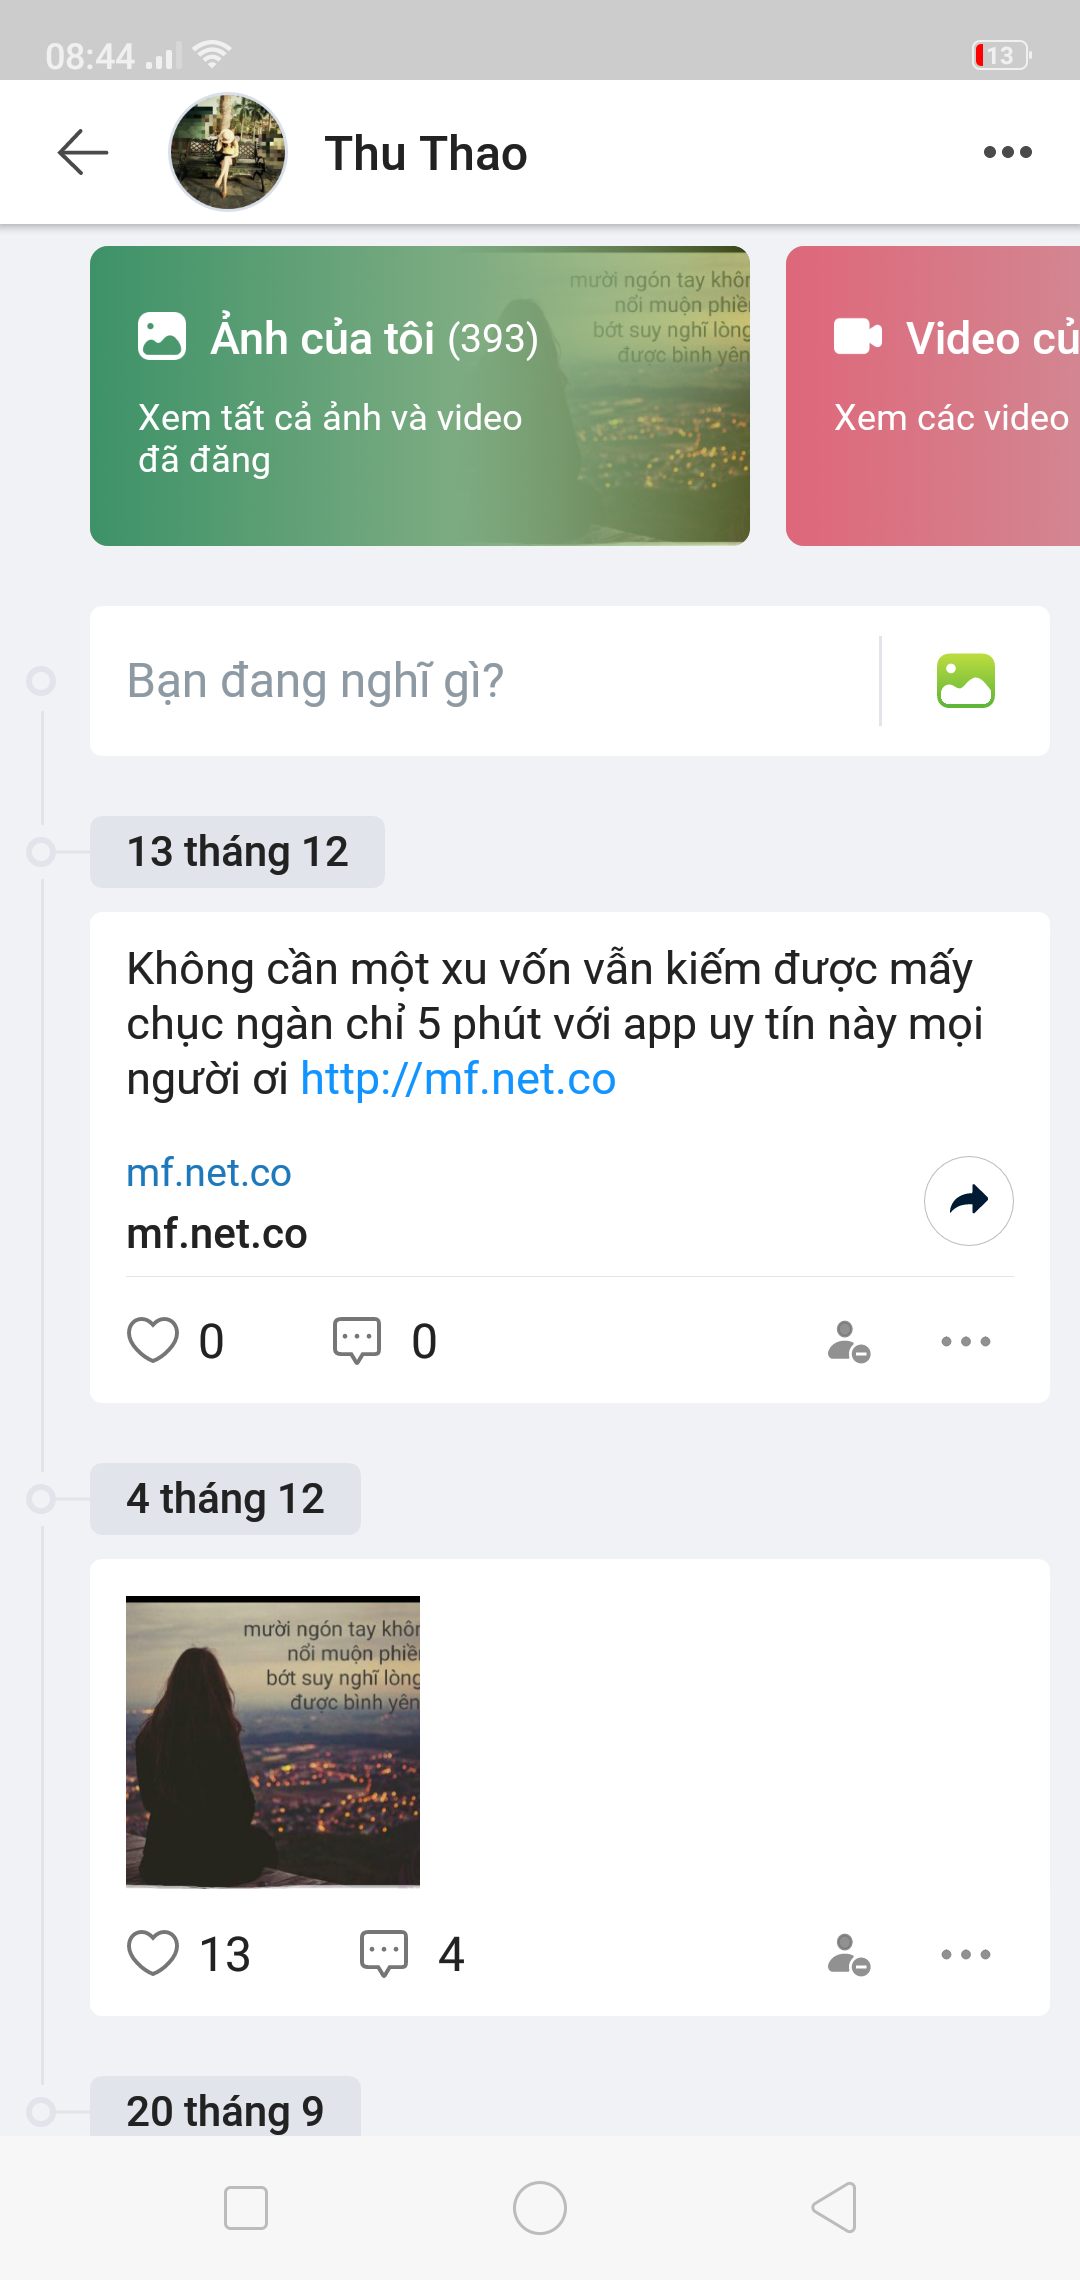 08:44
13
Thu Thao
Ảnh của tôi (393)
Xem tất cả ảnh và video
đã đăng
mười ngón tay khôn
nổi muộn phiề
bớt suy nghĩ lòng
được bình yên
Video củ
Xem các video
Bạn đang nghĩ gì?
13 tháng 12
Không cần một xu vốn vẫn kiếm được mấy
chục ngàn chỉ 5 phút với app uy tín này mọi
người ơi http://mf.net.co
mf.net.co
mf.net.co
0
0
4 tháng 12
mười ngón tay khôn
nổi muộn phiề
bớt suy nghĩ lòng
được bình yên
13
4
20 tháng 9